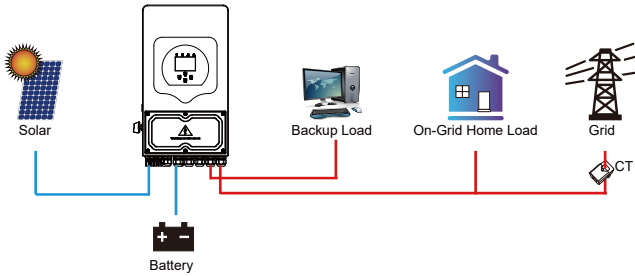 Solar
Backup Load
On-Grid Home Load
Grid
CT
Battery